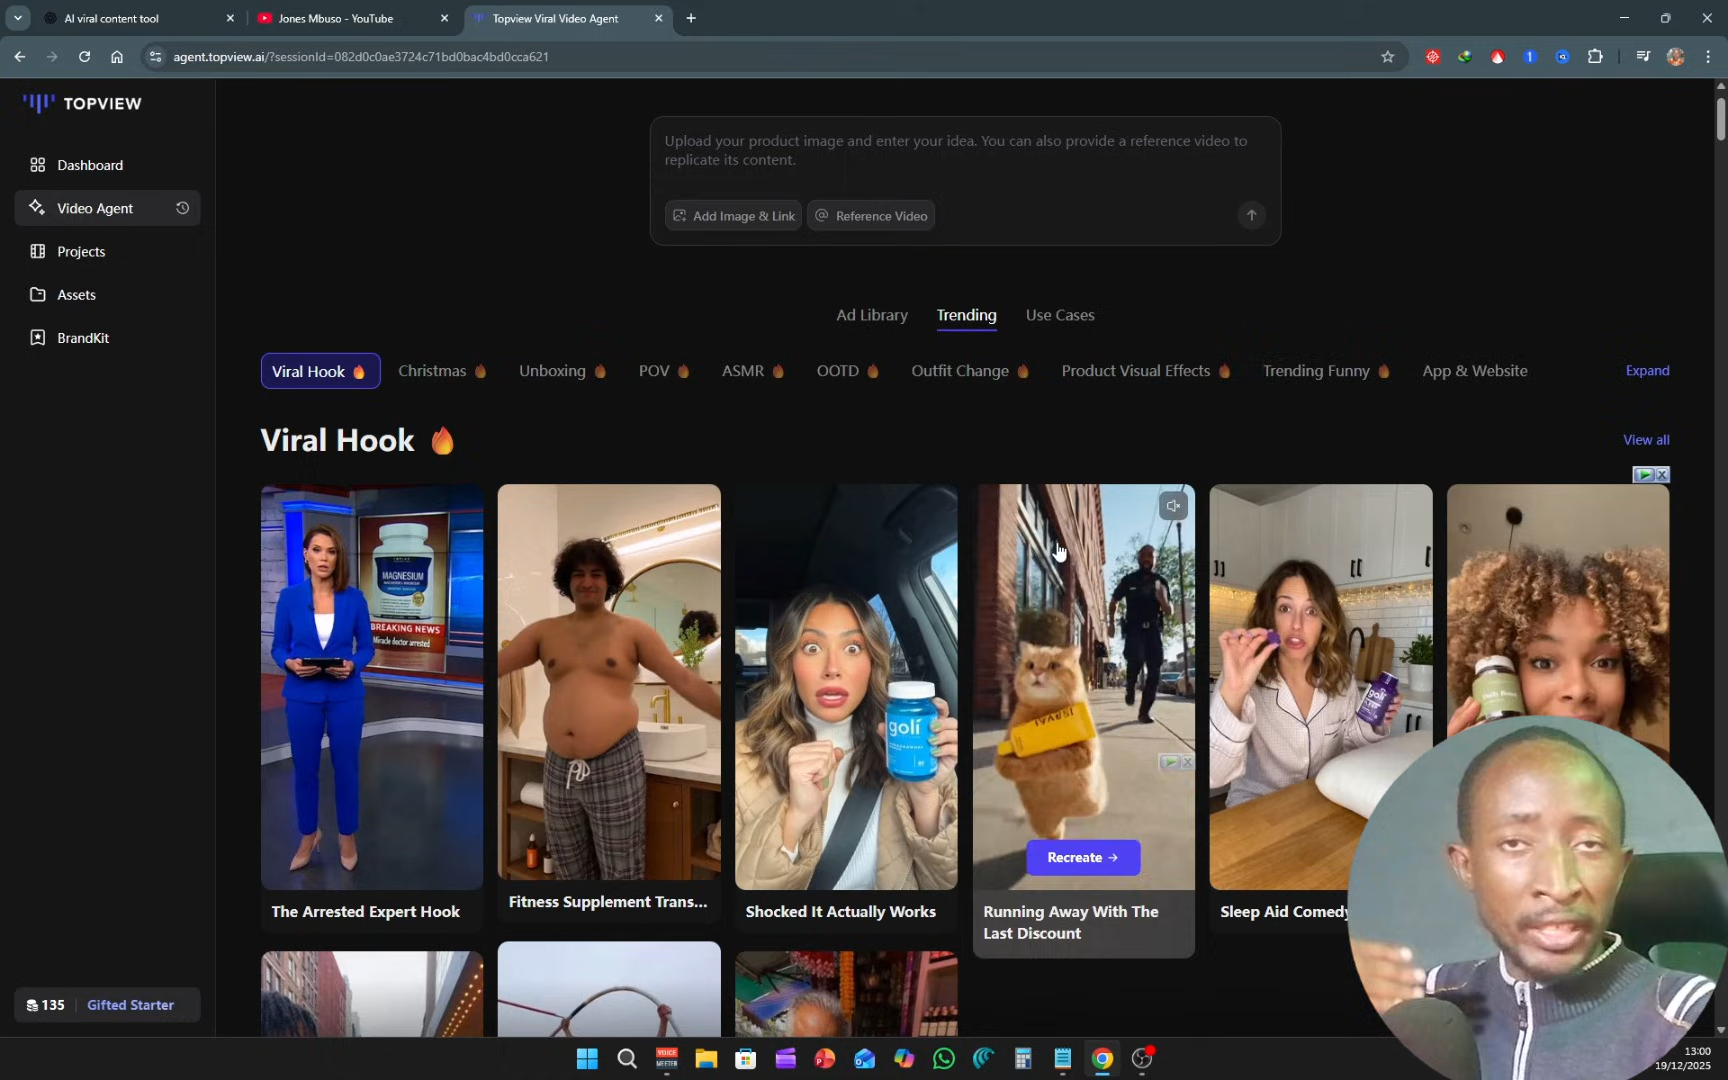 AI viral content tool
Jones Mbuso - YouTube
Topview Viral Video Agent
agent.topview.ai/?sessionId=082d0c0ae3724c71bd0bac4bd0cca621
TOPVIEW
Dashboard
Video Agent
Projects
Assets
BrandKit
135
Gifted Starter
Upload your product image and enter your idea. You can also provide a reference video to
replicate its content.
Add Image & Link
@ Reference Video
Ad Library
Trending
Use Cases
Viral Hook 🔥
Christmas 🔥
Unboxing 🔥
POV 🔥
ASMR 🔥
OOTD 🔥
Outfit Change 🔥
Product Visual Effects 🔥
Trending Funny 🔥
App & Website
Expand
Viral Hook 🔥
View all
MAGNESIUM
BREAKING NEWS
Miracle doctor arrested
goli
goli
Recreate →
The Arrested Expert Hook
Fitness Supplement Trans...
Shocked It Actually Works
Running Away With The
Last Discount
Sleep Aid Comedy
VOICE
MEETER
13:00
19/12/2025